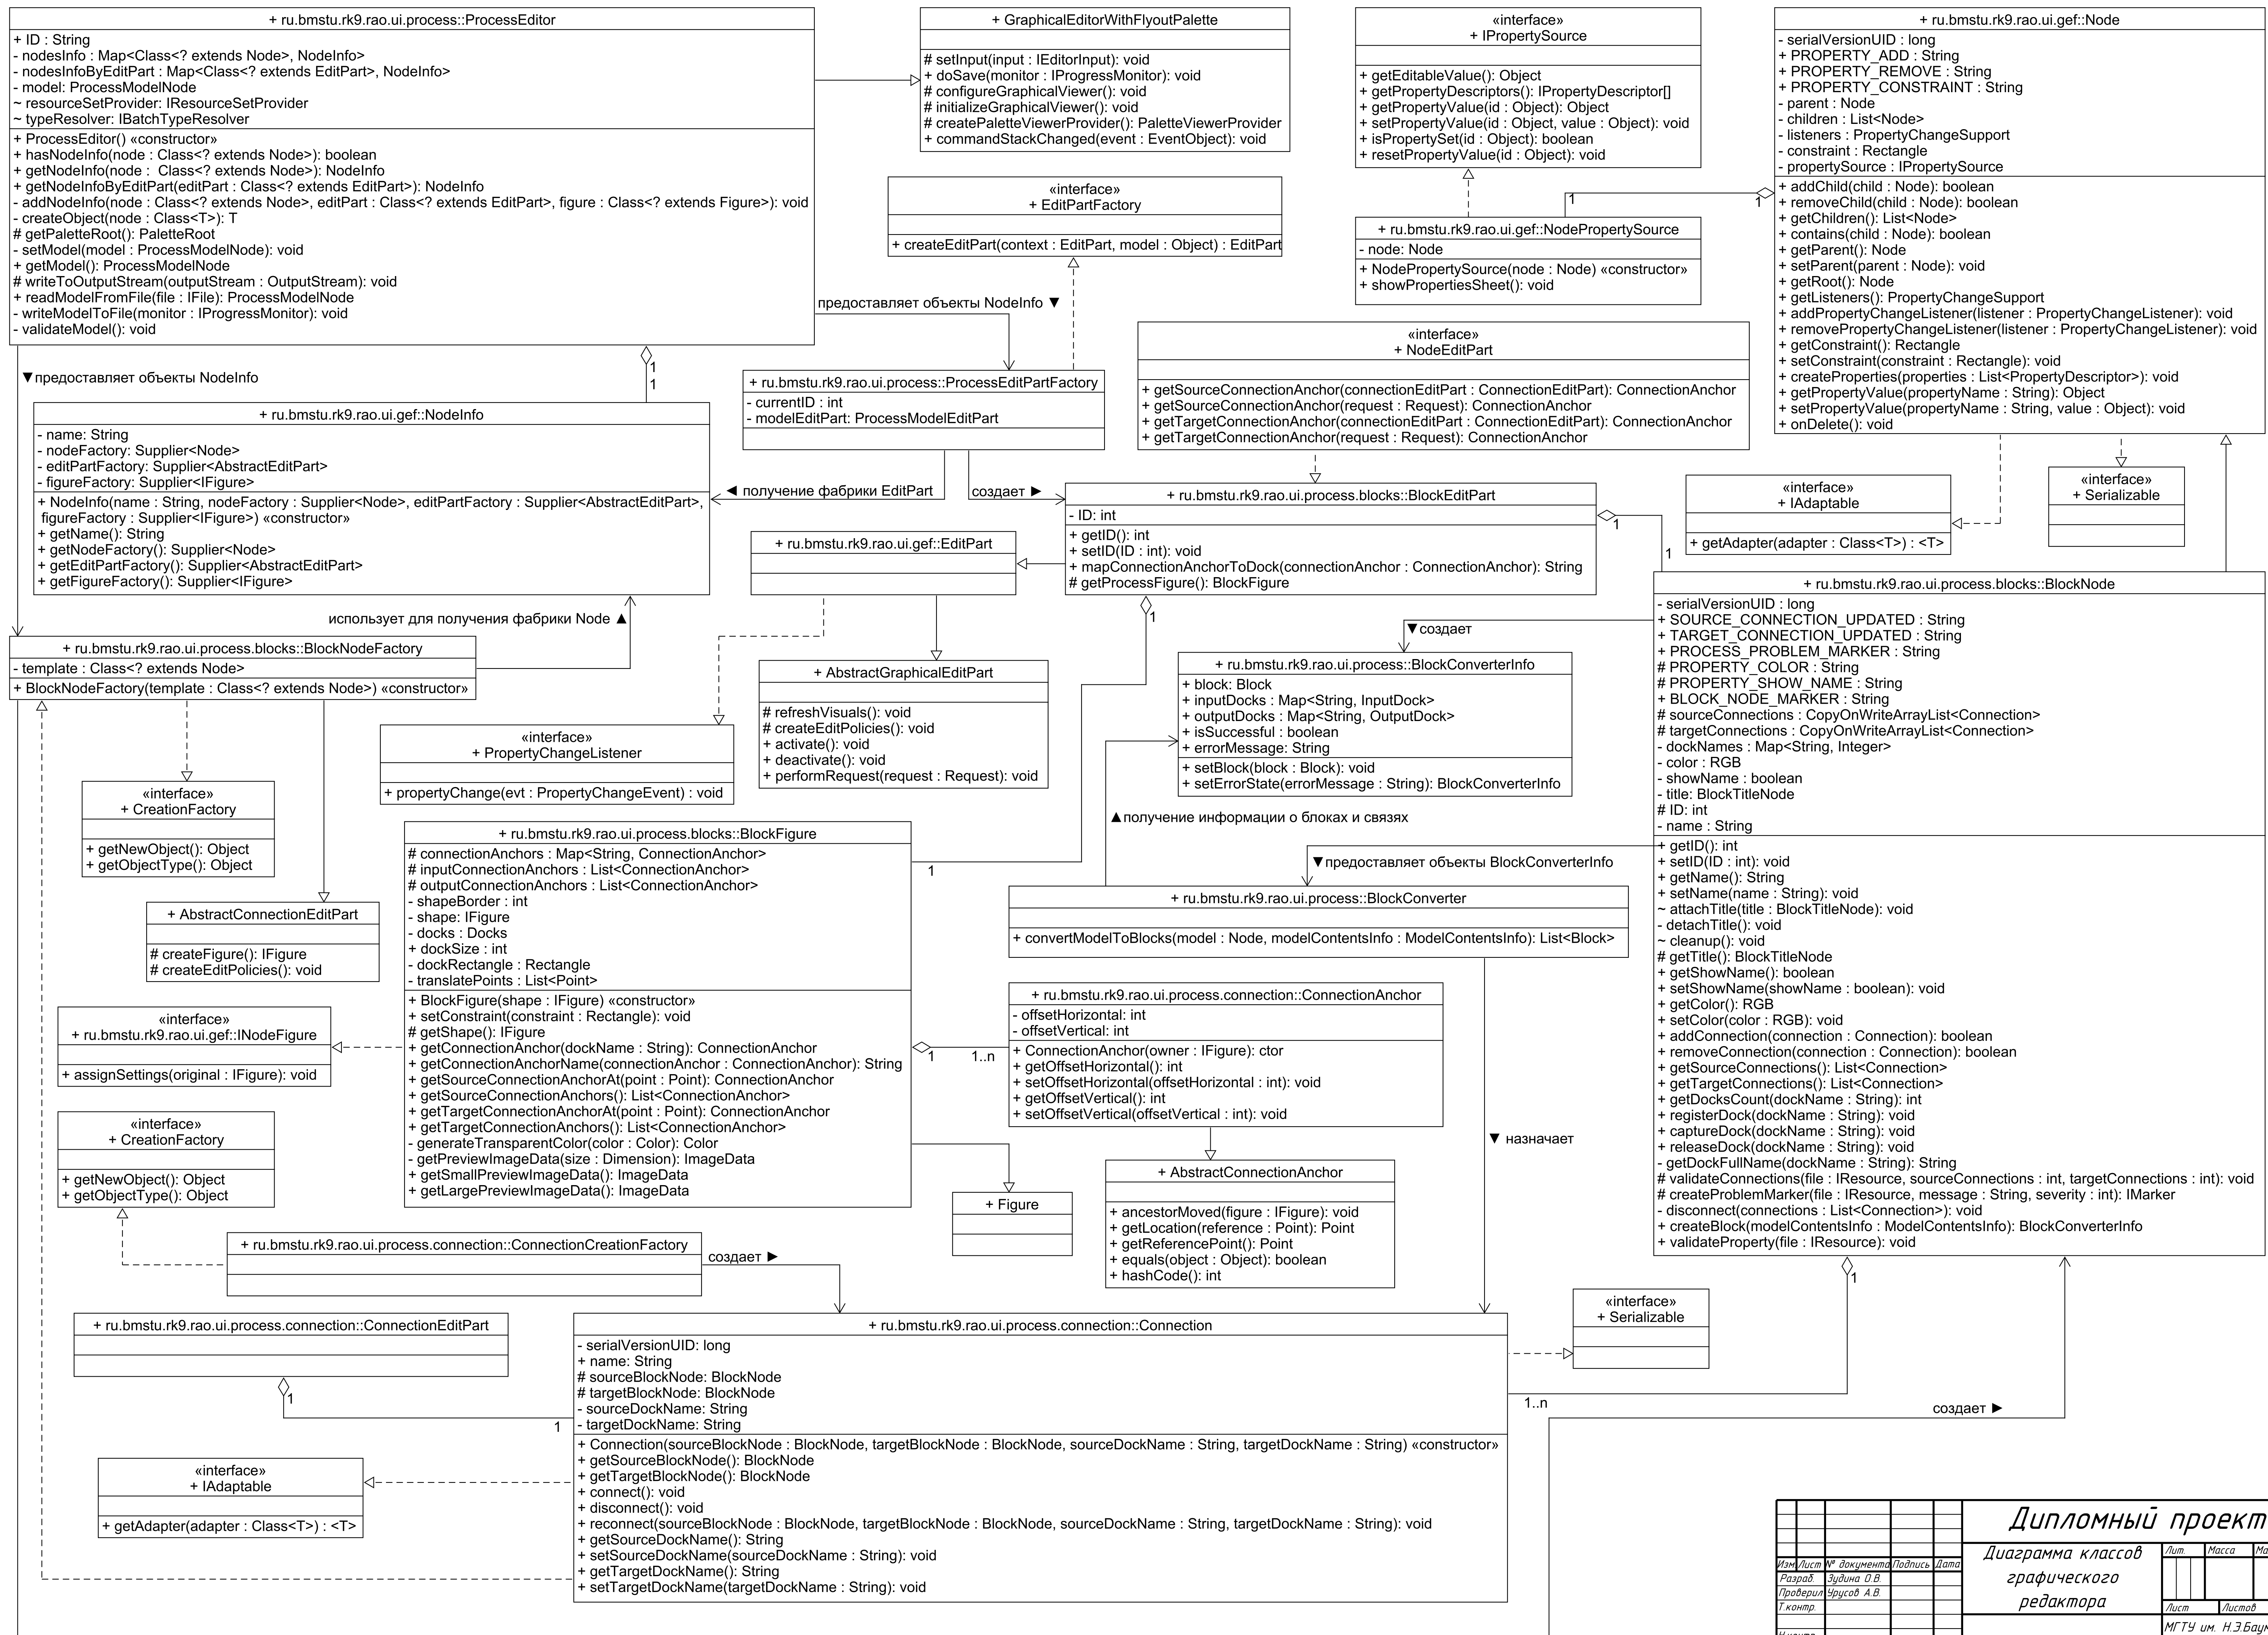 + ru.bmstu.rk9.rao.ui.process::ProcessEditor
+ ID : String
- nodesInfo : Map<Class<? extends Node>, NodeInfo>
- nodesInfoByEditPart : Map<Class<? extends EditPart>, NodeInfo>
- model: ProcessModelNode
~ resourceSetProvider: IResourceSetProvider
~ typeResolver: IBatchTypeResolver
+ ProcessEditor() «constructor»
+ hasNodeInfo(node : Class<? extends Node>): boolean
+ getNodeInfo(node :  Class<? extends Node>): NodeInfo
+ getNodeInfoByEditPart(editPart : Class<? extends EditPart>): NodeInfo
- addNodeInfo(node : Class<? extends Node>, editPart : Class<? extends EditPart>, figure : Class<? extends Figure>): void
- createObject(node : Class<T>): T
# getPaletteRoot(): PaletteRoot
- setModel(model : ProcessModelNode): void
+ getModel(): ProcessModelNode
# writeToOutputStream(outputStream : OutputStream): void
+ readModelFromFile(file : IFile): ProcessModelNode
- writeModelToFile(monitor : IProgressMonitor): void
- validateModel(): void
+ GraphicalEditorWithFlyoutPalette
# setInput(input : IEditorInput): void
+ doSave(monitor : IProgressMonitor): void
# configureGraphicalViewer(): void
# initializeGraphicalViewer(): void
# createPaletteViewerProvider(): PaletteViewerProvider
+ commandStackChanged(event : EventObject): void
«interface»
+ IPropertySource
+ getEditableValue(): Object
+ getPropertyDescriptors(): IPropertyDescriptor[]
+ getPropertyValue(id : Object): Object
+ setPropertyValue(id : Object, value : Object): void
+ isPropertySet(id : Object): boolean
+ resetPropertyValue(id : Object): void
+ ru.bmstu.rk9.rao.ui.gef::Node
- serialVersionUID : long
+ PROPERTY_ADD : String
+ PROPERTY_REMOVE : String
+ PROPERTY_CONSTRAINT : String
- parent : Node
- children : List<Node>
- listeners : PropertyChangeSupport
- constraint : Rectangle
- propertySource : IPropertySource
+ addChild(child : Node): boolean
+ removeChild(child : Node): boolean
+ getChildren(): List<Node>
+ contains(child : Node): boolean
+ getParent(): Node
+ setParent(parent : Node): void
+ getRoot(): Node
+ getListeners(): PropertyChangeSupport
+ addPropertyChangeListener(listener : PropertyChangeListener): void
+ removePropertyChangeListener(listener : PropertyChangeListener): void
+ getConstraint(): Rectangle
+ setConstraint(constraint : Rectangle): void
+ createProperties(properties : List<PropertyDescriptor>): void
+ getPropertyValue(propertyName : String): Object
+ setPropertyValue(propertyName : String, value : Object): void
+ onDelete(): void
«interface»
+ EditPartFactory
+ createEditPart(context : EditPart, model : Object) : EditPart
1
1
+ ru.bmstu.rk9.rao.ui.gef::NodePropertySource
- node: Node
+ NodePropertySource(node : Node) «constructor»
+ showPropertiesSheet(): void
предоставляет объекты NodeInfo ▼
▼предоставляет объекты NodeInfo
1
1
«interface»
+ NodeEditPart
+ getSourceConnectionAnchor(connectionEditPart : ConnectionEditPart): ConnectionAnchor
+ getSourceConnectionAnchor(request : Request): ConnectionAnchor
+ getTargetConnectionAnchor(connectionEditPart : ConnectionEditPart): ConnectionAnchor
+ getTargetConnectionAnchor(request : Request): ConnectionAnchor
+ ru.bmstu.rk9.rao.ui.process::ProcessEditPartFactory
- currentID : int
- modelEditPart: ProcessModelEditPart
+ ru.bmstu.rk9.rao.ui.gef::NodeInfo
- name: String
- nodeFactory: Supplier<Node>
- editPartFactory: Supplier<AbstractEditPart>
- figureFactory: Supplier<IFigure>
+ NodeInfo(name : String, nodeFactory : Supplier<Node>, editPartFactory : Supplier<AbstractEditPart>,
figureFactory : Supplier<IFigure>) «constructor»
+ getName(): String
+ getNodeFactory(): Supplier<Node>
+ getEditPartFactory(): Supplier<AbstractEditPart>
+ getFigureFactory(): Supplier<IFigure>
◄ получение фабрики EditPart
создает ►
+ ru.bmstu.rk9.rao.ui.process.blocks::BlockEditPart
- ID: int
+ getID(): int
+ setID(ID : int): void
+ mapConnectionAnchorToDock(connectionAnchor : ConnectionAnchor): String
# getProcessFigure(): BlockFigure
1
1
1
«interface»
+ IAdaptable
+ getAdapter(adapter : Class<T>) : <T>
«interface»
+ Serializable
+ ru.bmstu.rk9.rao.ui.gef::EditPart
использует для получения фабрики Node ▲
+ ru.bmstu.rk9.rao.ui.process.blocks::BlockNodeFactory
- template : Class<? extends Node>
+ BlockNodeFactory(template : Class<? extends Node>) «constructor»
+ AbstractGraphicalEditPart
# refreshVisuals(): void
# createEditPolicies(): void
+ activate(): void
+ deactivate(): void
+ performRequest(request : Request): void
▼создает
+ ru.bmstu.rk9.rao.ui.process::BlockConverterInfo
+ block: Block
+ inputDocks : Map<String, InputDock>
+ outputDocks : Map<String, OutputDock>
+ isSuccessful : boolean
+ errorMessage: String
+ setBlock(block : Block): void
+ setErrorState(errorMessage : String): BlockConverterInfo
+ ru.bmstu.rk9.rao.ui.process.blocks::BlockNode
- serialVersionUID : long
+ SOURCE_CONNECTION_UPDATED : String
+ TARGET_CONNECTION_UPDATED : String
+ PROCESS_PROBLEM_MARKER : String
# PROPERTY_COLOR : String
# PROPERTY_SHOW_NAME : String
+ BLOCK_NODE_MARKER : String
# sourceConnections : CopyOnWriteArrayList<Connection>
# targetConnections : CopyOnWriteArrayList<Connection>
- dockNames : Map<String, Integer>
- color : RGB
- showName : boolean
- title: BlockTitleNode
# ID: int
- name : String
+ getID(): int
+ setID(ID : int): void
+ getName(): String
+ setName(name : String): void
~ attachTitle(title : BlockTitleNode): void
- detachTitle(): void
~ cleanup(): void
# getTitle(): BlockTitleNode
+ getShowName(): boolean
+ setShowName(showName : boolean): void
+ getColor(): RGB
+ setColor(color : RGB): void
+ addConnection(connection : Connection): boolean
+ removeConnection(connection : Connection): boolean
+ getSourceConnections(): List<Connection>
+ getTargetConnections(): List<Connection>
+ getDocksCount(dockName : String): int
+ registerDock(dockName : String): void
+ captureDock(dockName : String): void
+ releaseDock(dockName : String): void
- getDockFullName(dockName : String): String
# validateConnections(file : IResource, sourceConnections : int, targetConnections : int): void
# createProblemMarker(file : IResource, message : String, severity : int): IMarker
- disconnect(connections : List<Connection>): void
+ createBlock(modelContentsInfo : ModelContentsInfo): BlockConverterInfo
+ validateProperty(file : IResource): void
«interface»
+ PropertyChangeListener
+ propertyChange(evt : PropertyChangeEvent) : void
«interface»
+ CreationFactory
+ getNewObject(): Object
+ getObjectType(): Object
▲получение информации о блоках и связях
▼предоставляет объекты BlockConverterInfo
+ ru.bmstu.rk9.rao.ui.process.blocks::BlockFigure
# connectionAnchors : Map<String, ConnectionAnchor>
# inputConnectionAnchors : List<ConnectionAnchor>
# outputConnectionAnchors : List<ConnectionAnchor>
- shapeBorder : int
- shape: IFigure
- docks : Docks
+ dockSize : int
- dockRectangle : Rectangle
- translatePoints : List<Point>
+ BlockFigure(shape : IFigure) «constructor»
+ setConstraint(constraint : Rectangle): void
# getShape(): IFigure
+ getConnectionAnchor(dockName : String): ConnectionAnchor
+ getConnectionAnchorName(connectionAnchor : ConnectionAnchor): String
+ getSourceConnectionAnchorAt(point : Point): ConnectionAnchor
+ getSourceConnectionAnchors(): List<ConnectionAnchor>
+ getTargetConnectionAnchorAt(point : Point): ConnectionAnchor
+ getTargetConnectionAnchors(): List<ConnectionAnchor>
- generateTransparentColor(color : Color): Color
- getPreviewImageData(size : Dimension): ImageData
+ getSmallPreviewImageData(): ImageData
+ getLargePreviewImageData(): ImageData
1
+ ru.bmstu.rk9.rao.ui.process::BlockConverter
+ convertModelToBlocks(model : Node, modelContentsInfo : ModelContentsInfo): List<Block>
+ AbstractConnectionEditPart
# createFigure(): IFigure
# createEditPolicies(): void
«interface»
+ ru.bmstu.rk9.rao.ui.gef::INodeFigure
+ assignSettings(original : IFigure): void
1
1..n
+ ru.bmstu.rk9.rao.ui.process.connection::ConnectionAnchor
- offsetHorizontal: int
- offsetVertical: int
+ ConnectionAnchor(owner : IFigure): ctor
+ getOffsetHorizontal(): int
+ setOffsetHorizontal(offsetHorizontal : int): void
+ getOffsetVertical(): int
+ setOffsetVertical(offsetVertical : int): void
▼ назначает
«interface»
+ CreationFactory
+ getNewObject(): Object
+ getObjectType(): Object
+ Figure
+ AbstractConnectionAnchor
+ ancestorMoved(figure : IFigure): void
+ getLocation(reference : Point): Point
+ getReferencePoint(): Point
+ equals(object : Object): boolean
+ hashCode(): int
+ ru.bmstu.rk9.rao.ui.process.connection::ConnectionCreationFactory
создает ►
1
«interface»
+ Serializable
+ ru.bmstu.rk9.rao.ui.process.connection::ConnectionEditPart
1
1
+ ru.bmstu.rk9.rao.ui.process.connection::Connection
- serialVersionUID: long
+ name: String
# sourceBlockNode: BlockNode
# targetBlockNode: BlockNode
- sourceDockName: String
- targetDockName: String
+ Connection(sourceBlockNode : BlockNode, targetBlockNode : BlockNode, sourceDockName : String, targetDockName : String) «constructor»
+ getSourceBlockNode(): BlockNode
+ getTargetBlockNode(): BlockNode
+ connect(): void
+ disconnect(): void
+ reconnect(sourceBlockNode : BlockNode, targetBlockNode : BlockNode, sourceDockName : String, targetDockName : String): void
+ getSourceDockName(): String
+ setSourceDockName(sourceDockName : String): void
+ getTargetDockName(): String
+ setTargetDockName(targetDockName : String): void
1..n
создает ►
«interface»
+ IAdaptable
+ getAdapter(adapter : Class<T>) : <T>
Дипломный проект
Диаграмма классов
графического
редактора
Лит. Масса
Изм Лист № документа Подпись Дата
Разраб. Зудина О.В.
Проверил Урусов А.В.
Т.контр.
Лист Листов
МГТУ им.